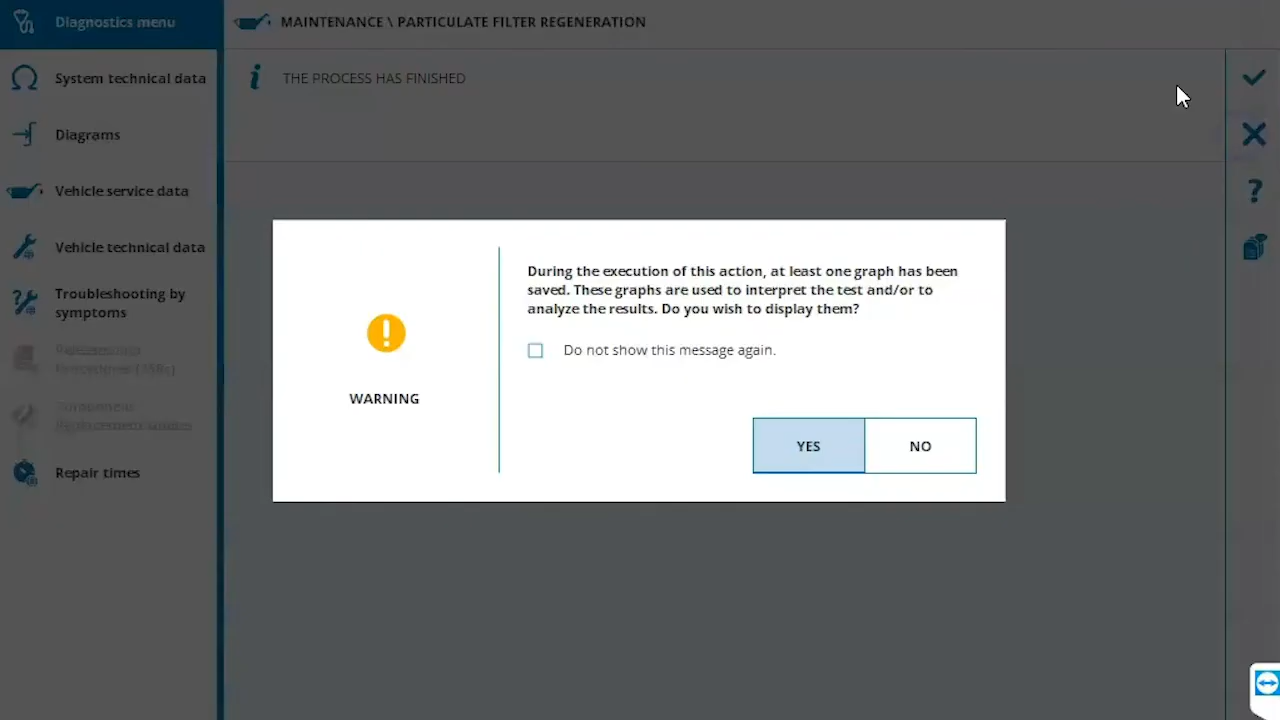 Diagnostics menu
MAINTENANCE \ PARTICULATE FILTER REGENERATION
System technical data
Diagrams
Vehicle service data
Vehicle technical data
Troubleshooting by
symptoms
Repair times
THE PROCESS HAS FINISHED
WARNING
During the execution of this action, at least one graph has been
saved. These graphs are used to interpret the test and/or to
analyze the results. Do you wish to display them?
Do not show this message again.
YES
NO